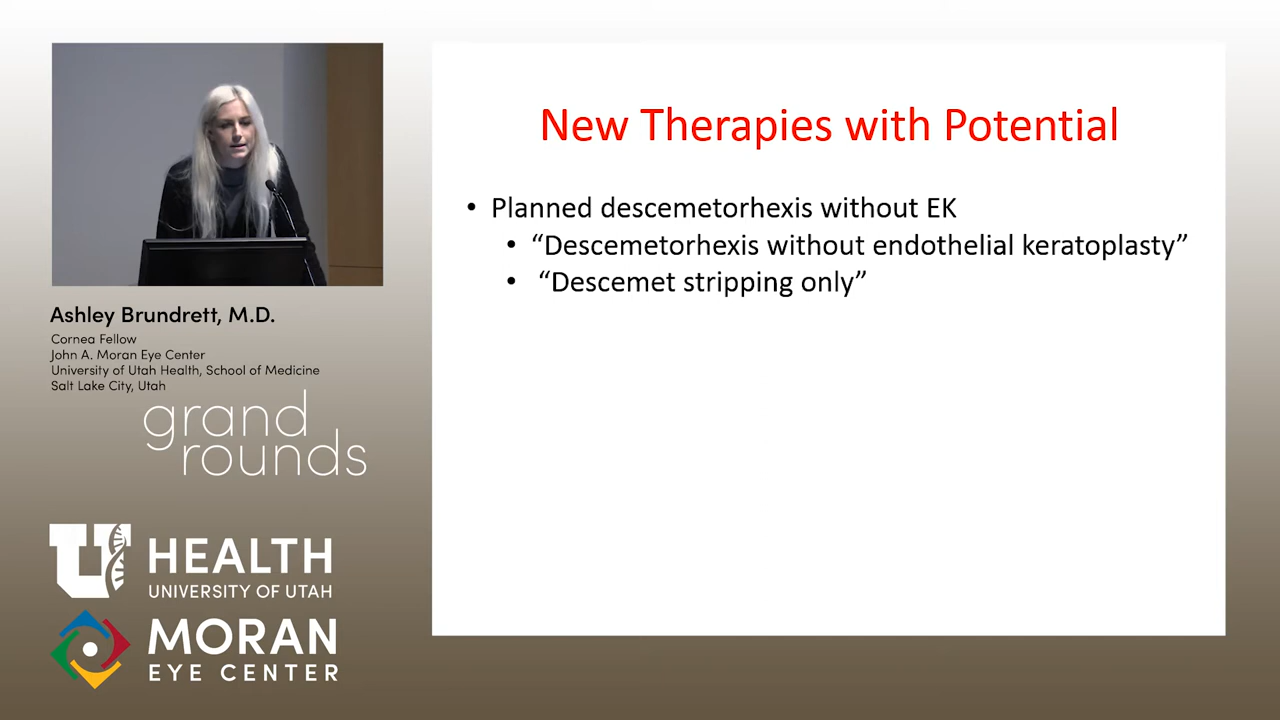 New Therapies with Potential
• Planned descemetorhexis without EK
• “Descemetorhexis without endothelial keratoplasty”
• “Descemet stripping only”
Ashley Brundrett, M.D.
Cornea Fellow
John A. Moran Eye Center
University of Utah Health, School of Medicine
Salt Lake City, Utah
grand
rounds
U HEALTH
UNIVERSITY OF UTAH
MORAN
EYE CENTER